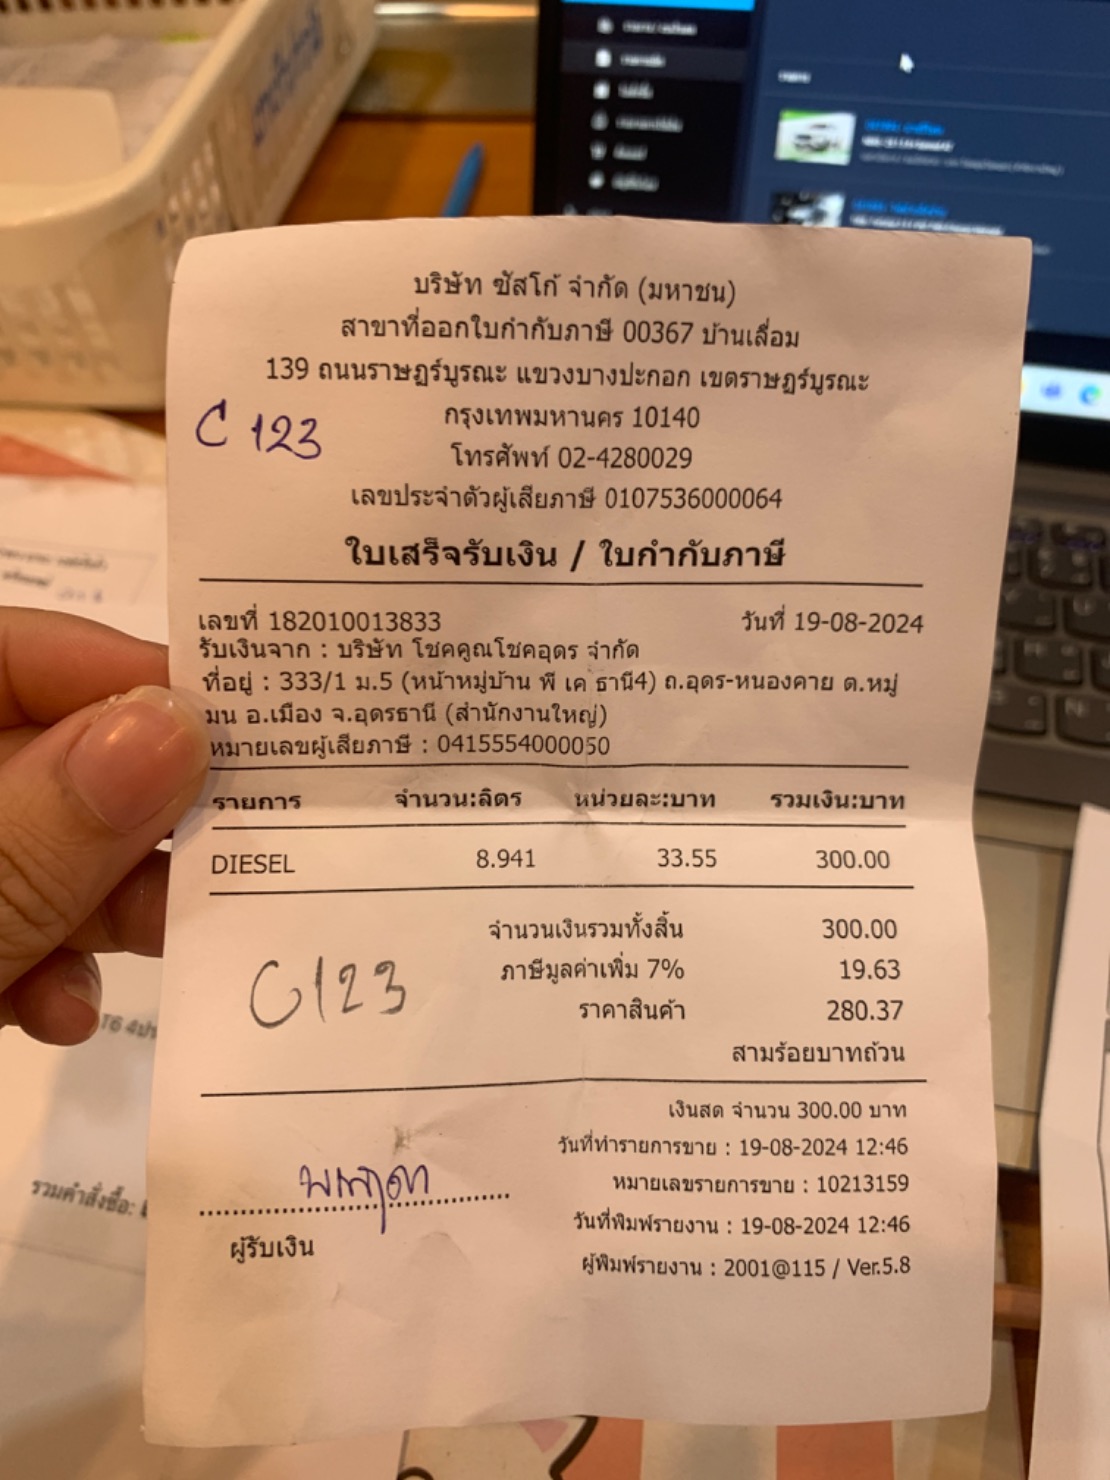 บริษัท ซัสโก้ จำกัด (มหาชน)
สาขาที่ออกใบกำกับภาษี 00367 บ้านเลื่อม
139 ถนนราษฎร์บูรณะ แขวงบางปะกอก เขตราษฎร์บูรณะ
กรุงเทพมหานคร 10140
C 123
โทรศัพท์ 02-4280029
เลขประจำตัวผู้เสียภาษี 0107536000064
ใบเสร็จรับเงิน / ใบกำกับภาษี
เลขที่ 182010013833 วันที่ 19-08-2024
รับเงินจาก : บริษัท โชคคูณโชคอุดร จำกัด
ที่อยู่ : 333/1 ม.5 (หน้าหมู่บ้าน พี เค ธานี4) ถ.อุดร-หนองคาย ต.หมู่
มน อ.เมือง จ.อุดรธานี (สำนักงานใหญ่)
หมายเลขผู้เสียภาษี : 0415554000050
รายการ จำนวน:ลิตร หน่วยละ:บาท รวมเงิน:บาท
DIESEL 8.941 33.55 300.00
จำนวนเงินรวมทั้งสิ้น 300.00
ภาษีมูลค่าเพิ่ม 7% 19.63
C123
ราคาสินค้า 280.37
สามร้อยบาทถ้วน
เงินสด จำนวน 300.00 บาท
วันที่ทำรายการขาย : 19-08-2024 12:46
หมายเลขรายการขาย : 10213159
วันที่พิมพ์รายงาน : 19-08-2024 12:46
ผู้รับเงิน
ผู้พิมพ์รายงาน : 2001@115 / Ver.5.8
รวมคำสั่งซื้อ: